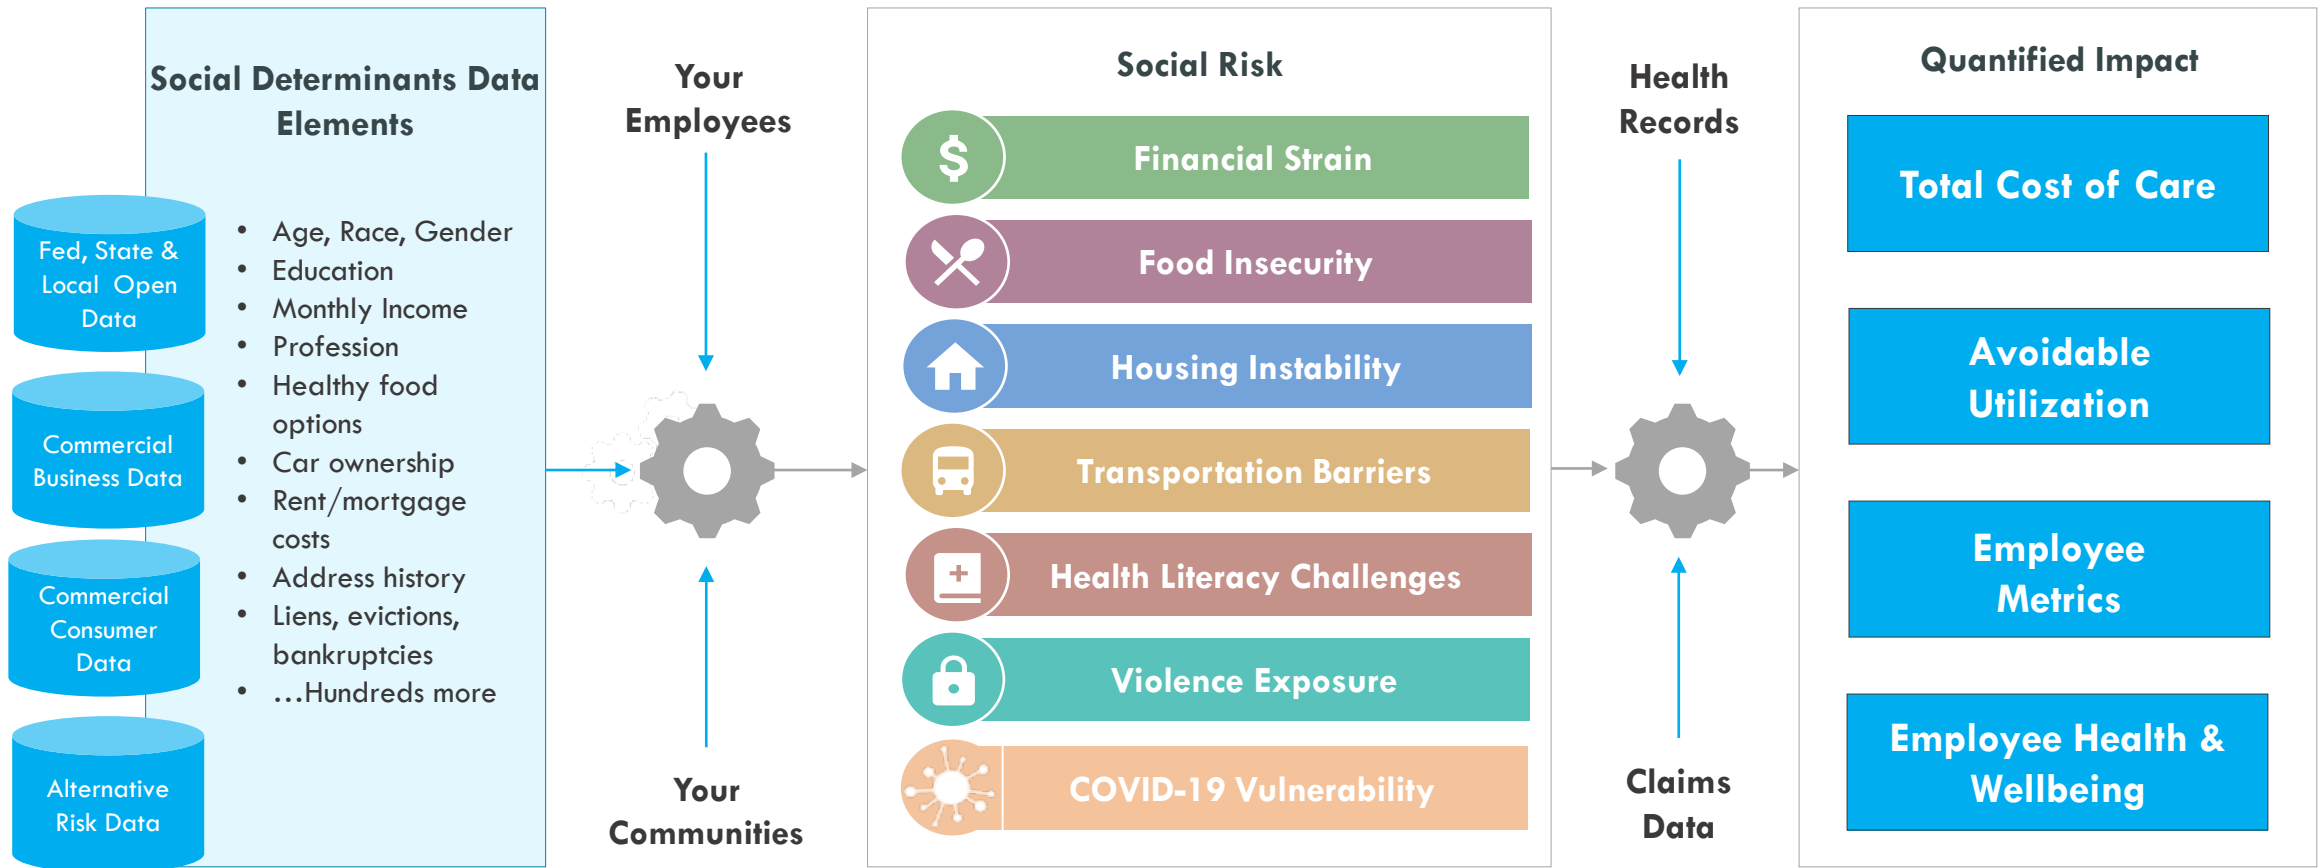 Social Determinants Data
Elements
Fed, State &
Local Open
Data
Commercial
Business Data
Commercial
Consumer
Data
Alternative
Risk Data
• Age, Race, Gender
• Education
• Monthly Income
• Profession
• Healthy food
options
• Car ownership
• Rent/mortgage
costs
• Address history
• Liens, evictions,
bankruptcies
• …Hundreds more
Your
Employees
Your
Communities
Social Risk
$
Financial Strain
Food Insecurity
Housing Instability
Transportation Barriers
Health Literacy Challenges
Violence Exposure
COVID-19 Vulnerability
Health
Records
Claims
Data
Quantified Impact
Total Cost of Care
Avoidable
Utilization
Employee
Metrics
Employee Health &
Wellbeing